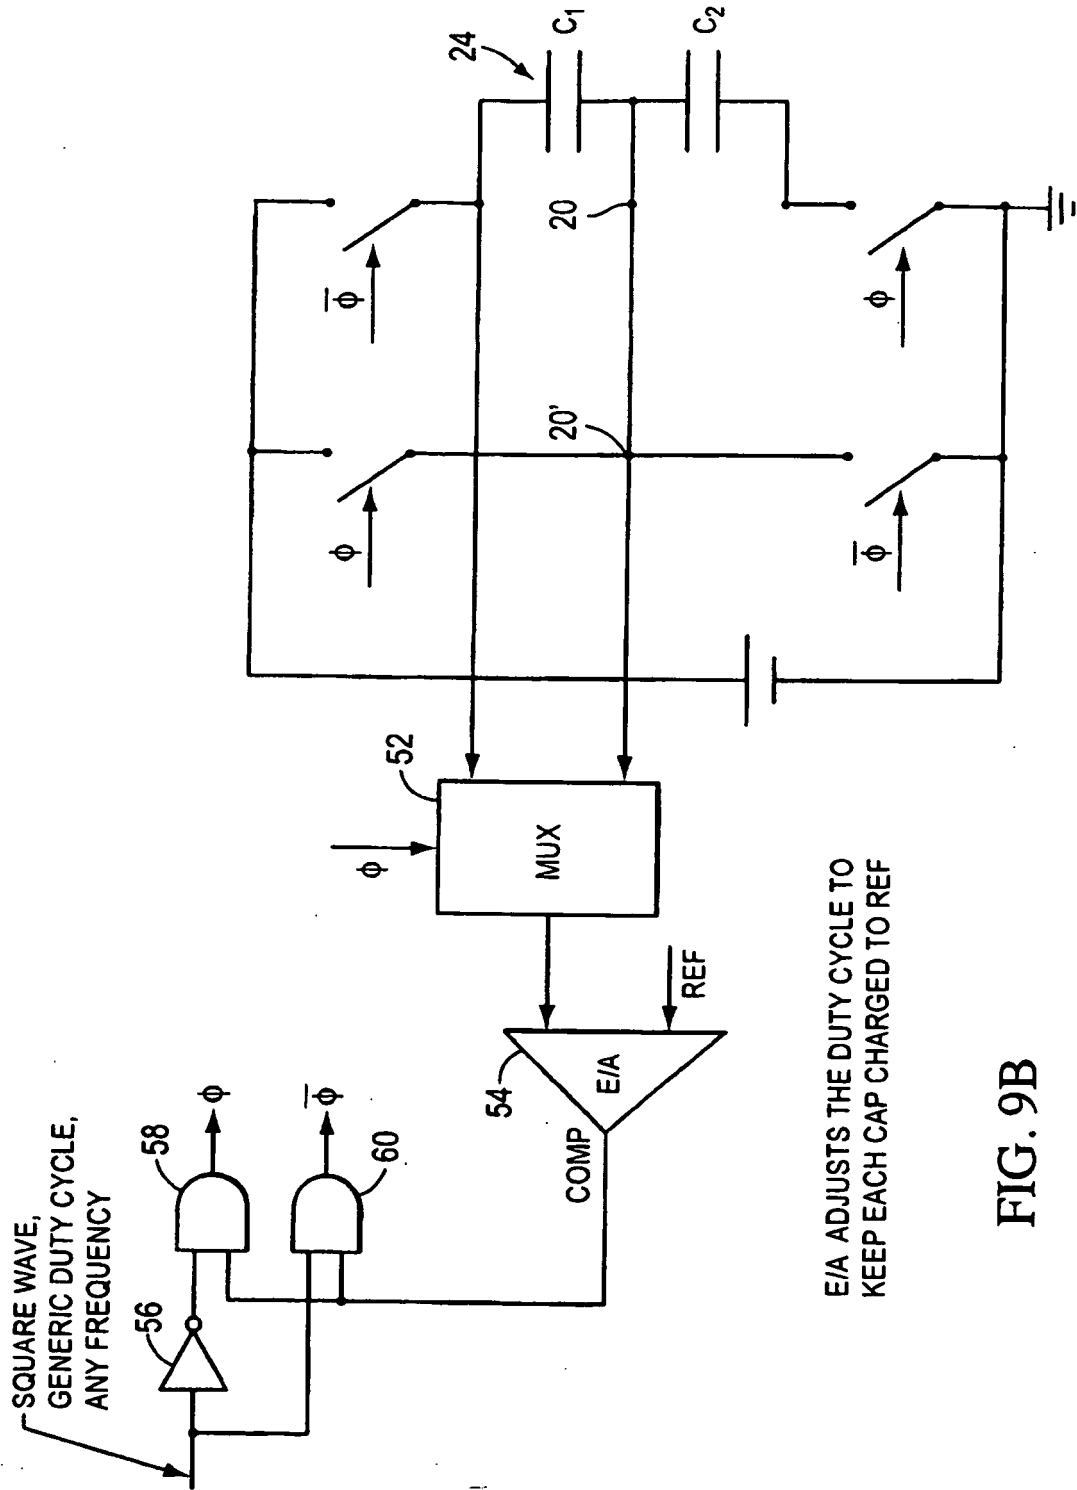 SQUARE WAVE,
GENERIC DUTY CYCLE,
ANY FREQUENCY
56
58
ϕ
ϕ̅
60
COMP
54
E/A
REF
ϕ
52
MUX
ϕ
ϕ̅
ϕ̅
ϕ
20'
20
24
C1
C2
E/A ADJUSTS THE DUTY CYCLE TO
KEEP EACH CAP CHARGED TO REF
FIG. 9B